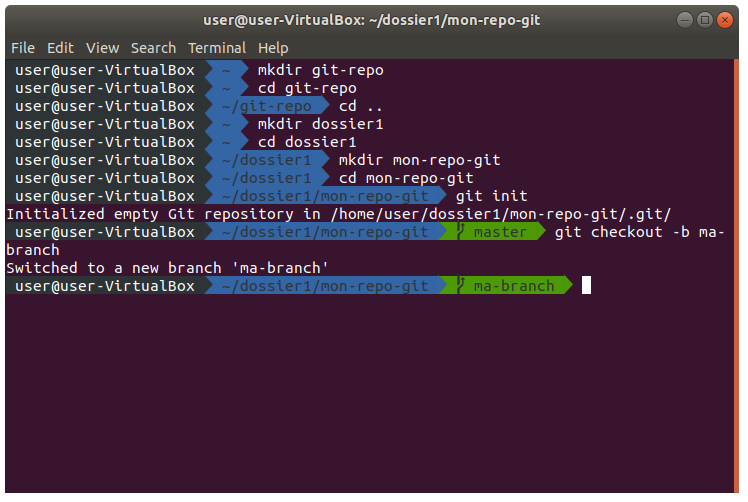 user@user-VirtualBox: ~/dossier1/mon-repo-git
File Edit View Search Terminal Help
user@user-VirtualBox ~ mkdir git-repo
user@user-VirtualBox ~ cd git-repo
user@user-VirtualBox ~/git-repo cd ..
user@user-VirtualBox ~ mkdir dossier1
user@user-VirtualBox ~ cd dossier1
user@user-VirtualBox ~/dossier1 mkdir mon-repo-git
user@user-VirtualBox ~/dossier1 cd mon-repo-git
user@user-VirtualBox ~/dossier1/mon-repo-git git init
Initialized empty Git repository in /home/user/dossier1/mon-repo-git/.git/
user@user-VirtualBox ~/dossier1/mon-repo-git master git checkout -b ma-
branch
Switched to a new branch 'ma-branch'
user@user-VirtualBox ~/dossier1/mon-repo-git ma-branch